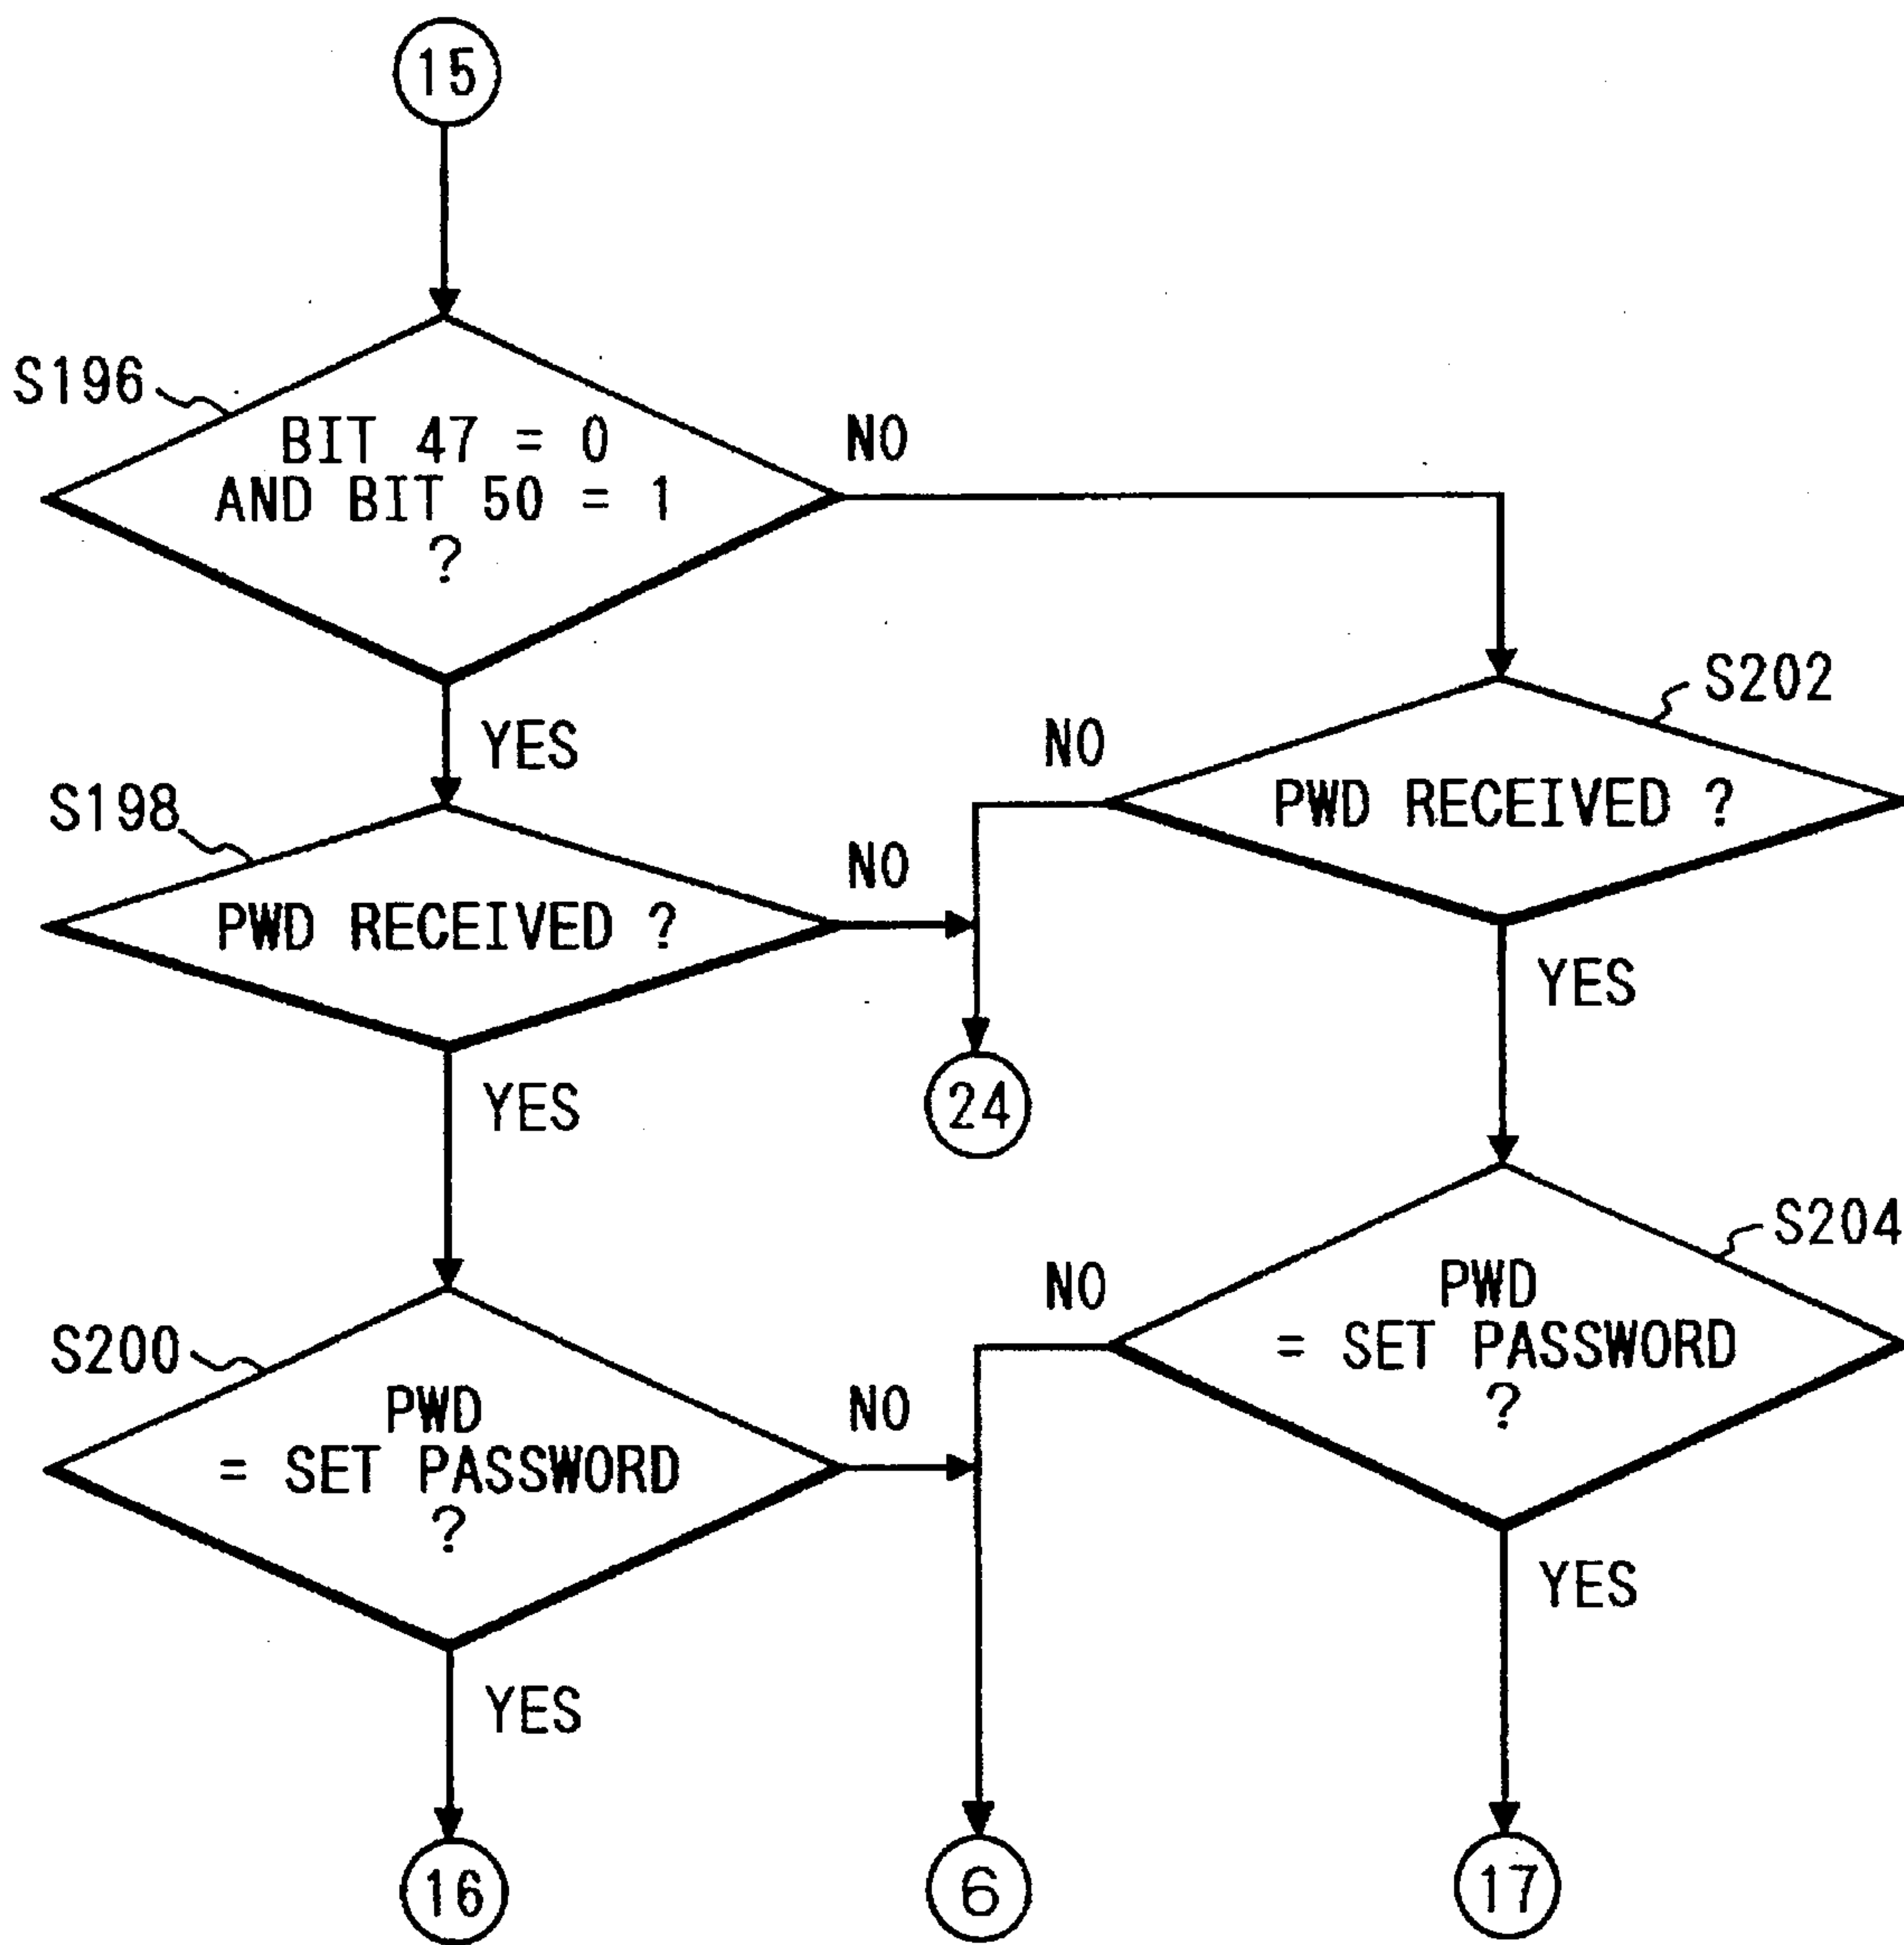 15
S196
BIT 47 = 0
AND BIT 50 = 1
?
NO
YES
S202
NO
PWD RECEIVED ?
YES
S198
PWD RECEIVED ?
NO
YES
24
S204
NO
PWD
= SET PASSWORD
?
YES
S200
PWD
= SET PASSWORD
?
NO
YES
16
6
17